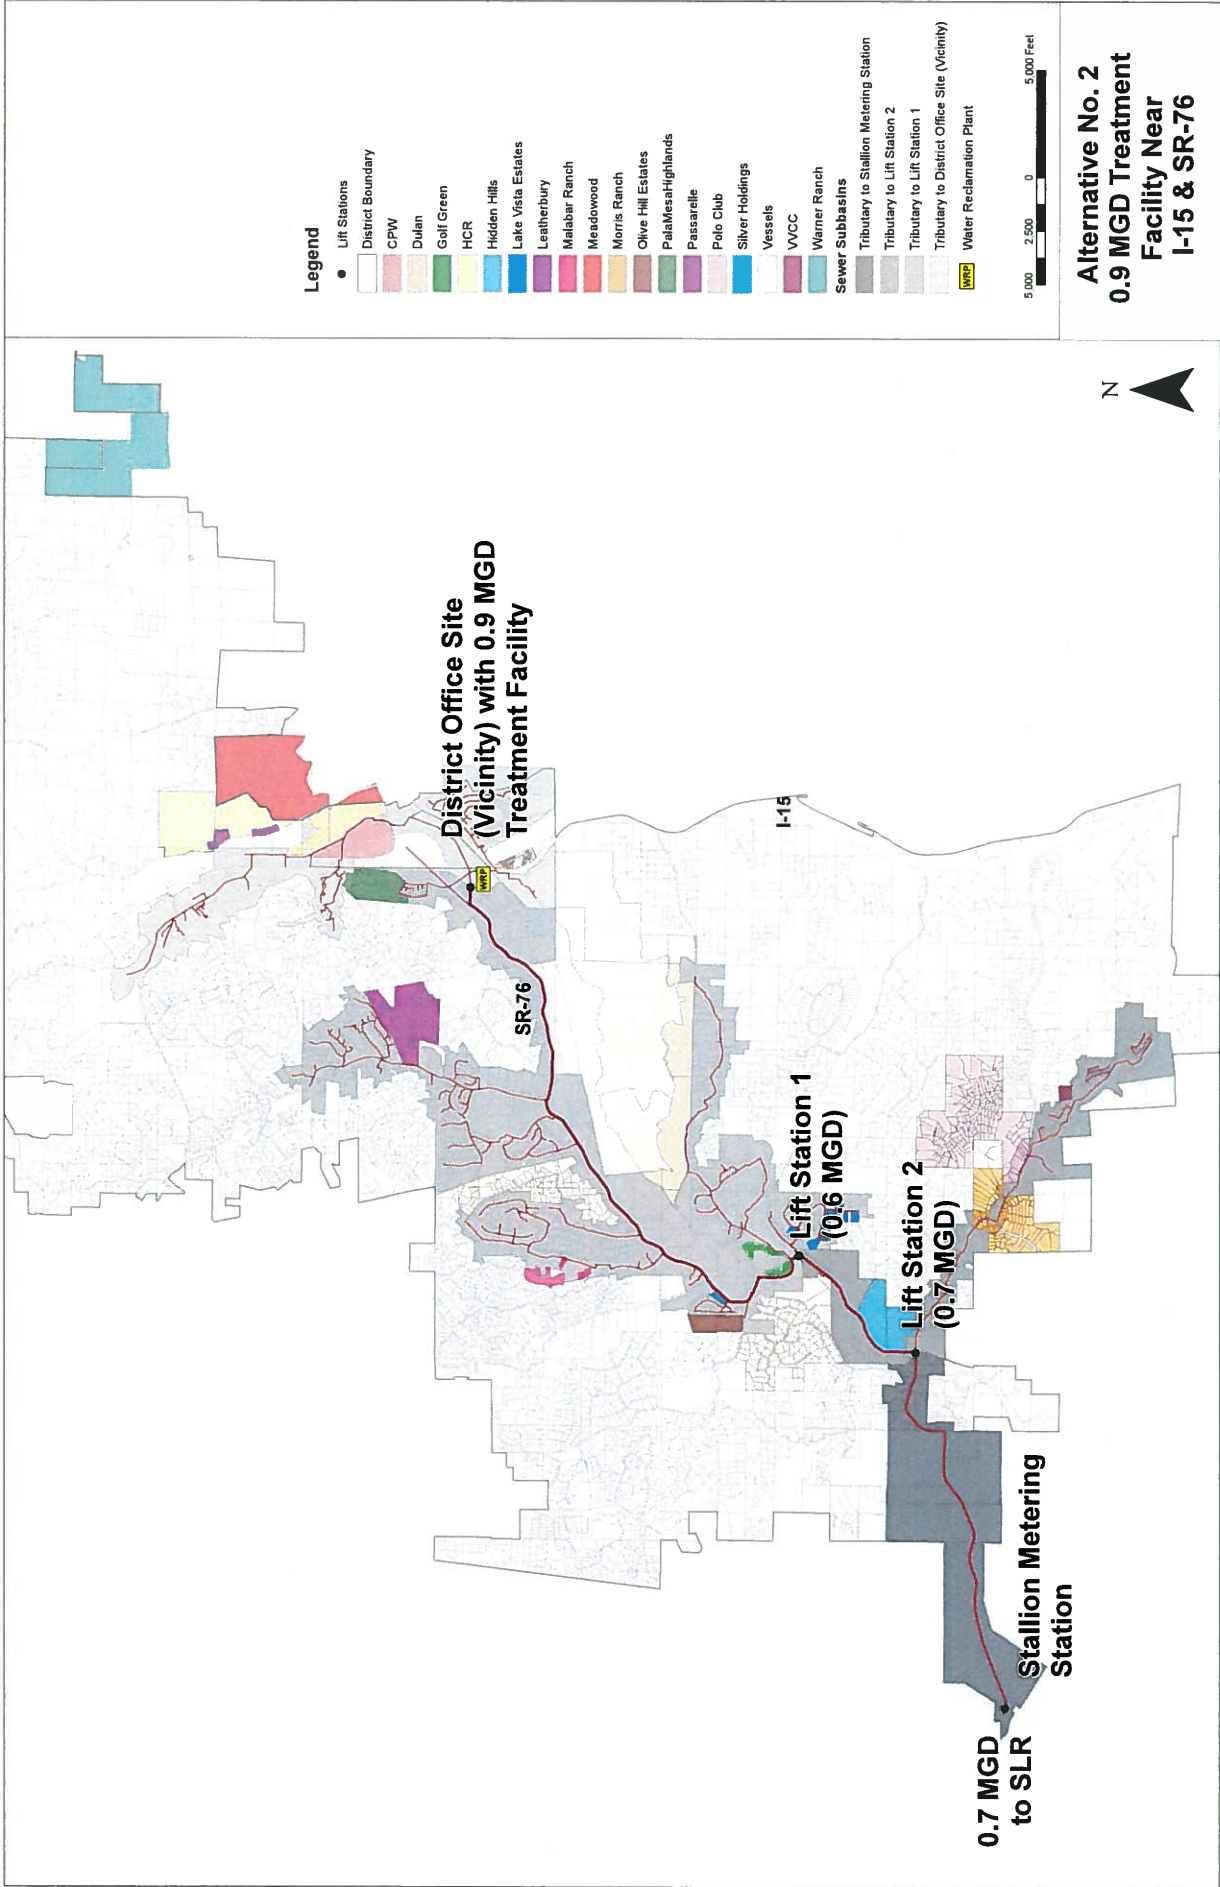 Legend
Lift Stations
District Boundary
CPW
Dulan
Golf Green
HCR
Hidden Hills
Lake Vista Estates
Leatherbury
Malabar Ranch
Meadowood
Morris Ranch
Olive Hill Estates
PalaMesaHighlands
Passarelle
Polo Club
Silver Holdings
Vessels
VVCC
Warner Ranch
Sewer Subbasins
Tributary to Stallion Metering Station
Tributary to Lift Station 2
Tributary to Lift Station 1
Tributary to District Office Site (Vicinity)
WRP Water Reclamation Plant
5,000 2,500 0 5,000 Feet
Alternative No. 2
0.9 MGD Treatment
Facility Near
I-15 & SR-76
N
District Office Site
(Vicinity) with 0.9 MGD
Treatment Facility
WRP
I-15
SR-76
Lift Station 1
(0.6 MGD)
Lift Station 2
(0.7 MGD)
Stallion Metering
Station
0.7 MGD
to SLR